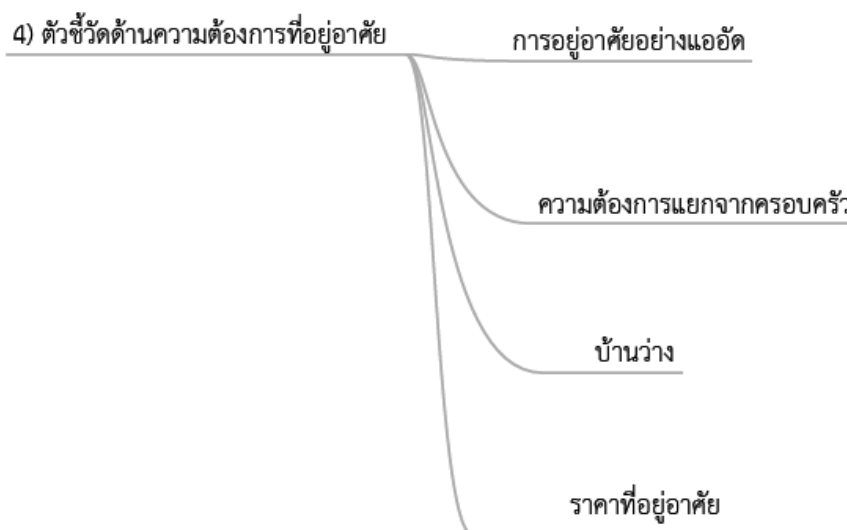 4) ตัวชี้วัดด้านความต้องการที่อยู่อาศัย
การอยู่อาศัยอย่างแออัด
ความต้องการแยกจากครอบครัว
บ้านว่าง
ราคาที่อยู่อาศัย